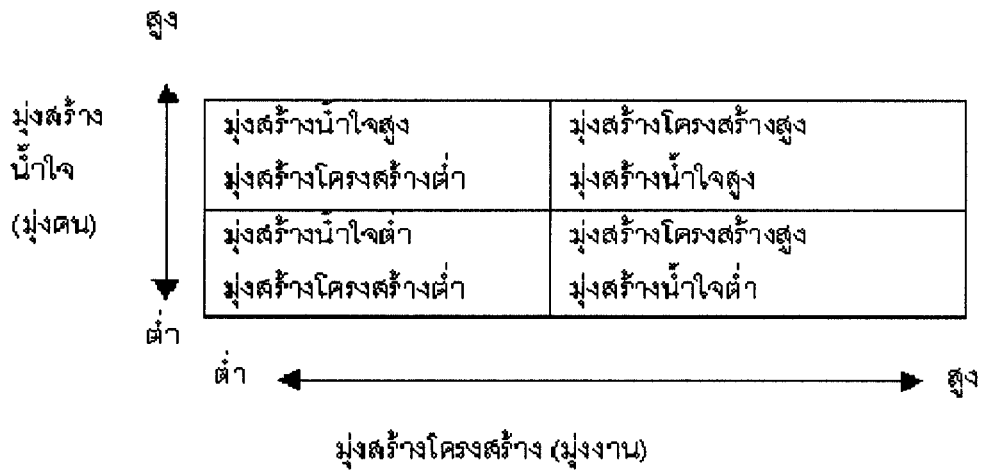 สูง
มุ่งสร้าง
น้ำใจ
(มุ่งคน)
มุ่งสร้างน้ำใจสูง
มุ่งสร้างโครงสร้างต่ำ
มุ่งสร้างโครงสร้างสูง
มุ่งสร้างน้ำใจสูง
มุ่งสร้างน้ำใจต่ำ
มุ่งสร้างโครงสร้างต่ำ
มุ่งสร้างโครงสร้างสูง
มุ่งสร้างน้ำใจต่ำ
ต่ำ
ต่ำ สูง
มุ่งสร้างโครงสร้าง (มุ่งงาน)